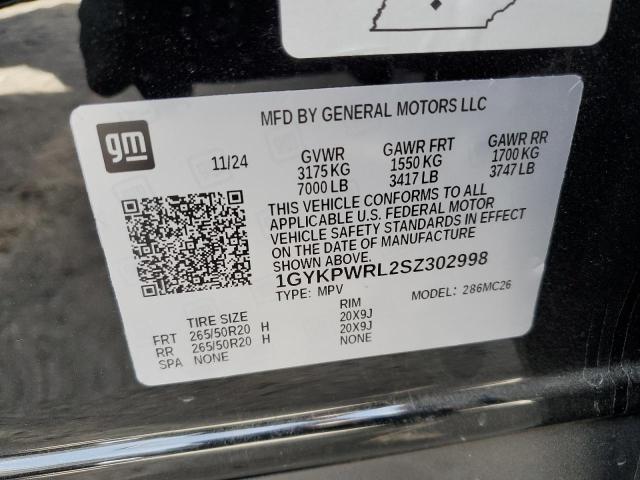 MFD BY GENERAL MOTORS LLC
gm
11/24
GVWR
3175 KG
7000 LB
GAWR FRT
1550 KG
3417 LB
GAWR RR
1700 KG
3747 LB
THIS VEHICLE CONFORMS TO ALL
APPLICABLE U.S. FEDERAL MOTOR
VEHICLE SAFETY STANDARDS IN EFFECT
ON THE DATE OF MANUFACTURE
SHOWN ABOVE.
1GYKPWRL2SZ302998
TYPE: MPV
MODEL: 286MC26
TIRE SIZE RIM
FRT 265/50R20 H 20X9J
RR 265/50R20 H 20X9J
SPA NONE NONE